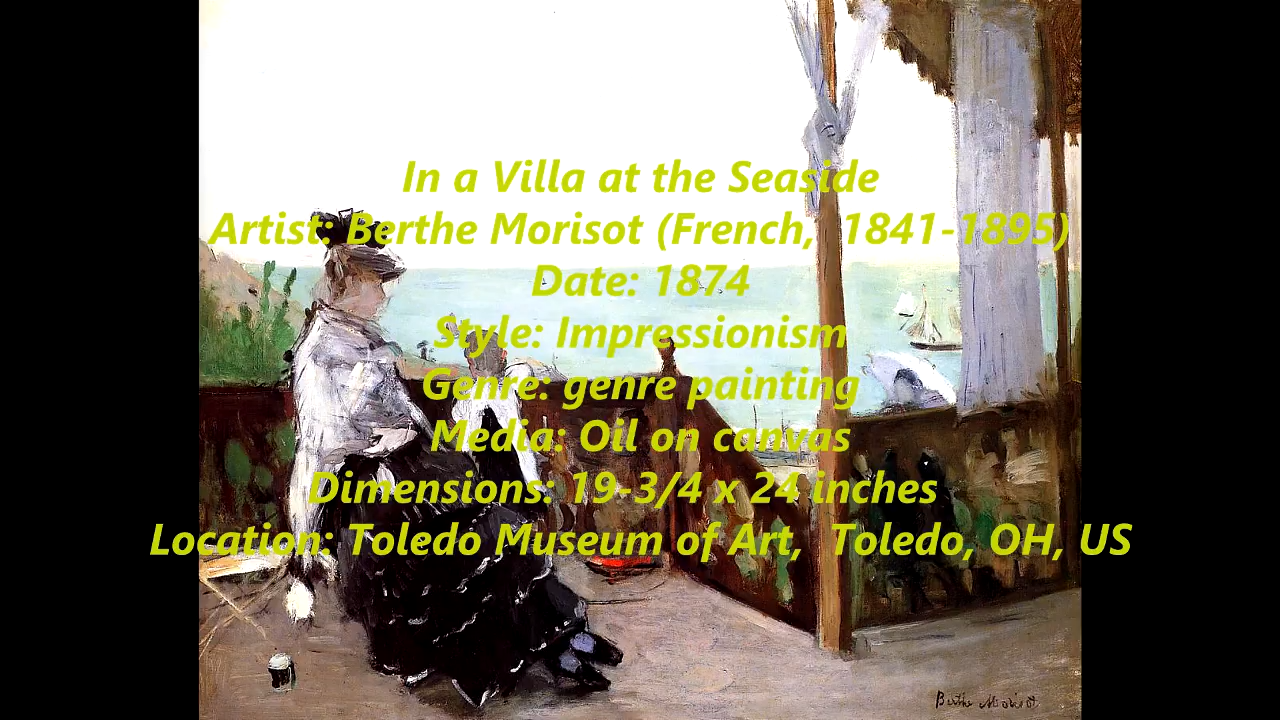 In a Villa at the Seaside
Artist: Berthe Morisot (French, 1841-1895)
Date: 1874
Style: Impressionism
Genre: genre painting
Media: Oil on canvas
Dimensions: 19-3/4 x 24 inches
Location: Toledo Museum of Art, Toledo, OH, US
Berthe Morisot